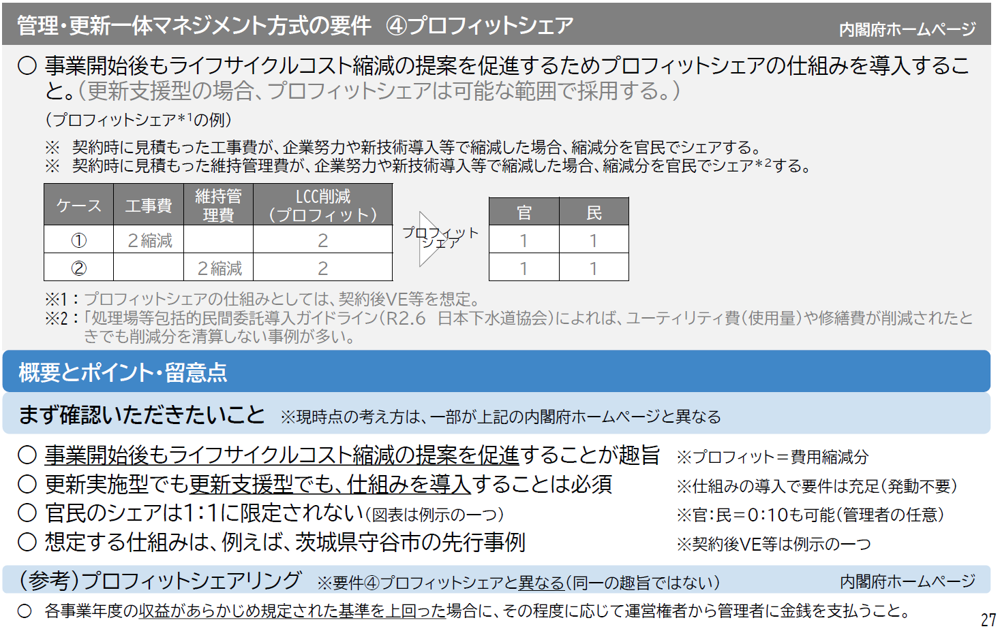 管理・更新一体マネジメント方式の要件　④プロフィットシェア
内閣府ホームページ
○ 事業開始後もライフサイクルコスト縮減の提案を促進するためプロフィットシェアの仕組みを導入するこ
と。（更新支援型の場合、プロフィットシェアは可能な範囲で採用する。）
（プロフィットシェア＊1の例）
※　契約時に見積もった工事費が、企業努力や新技術導入等で縮減した場合、縮減分を官民でシェアする。
※　契約時に見積もった維持管理費が、企業努力や新技術導入等で縮減した場合、縮減分を官民でシェア＊2する。
ケース　工事費　維持管理費　LCC削減（プロフィット）
①　２縮減　2
②　２縮減　2
プロフィット
シェア
官　民
1　1
1　1
※1：プロフィットシェアの仕組みとしては、契約後VE等を想定。
※2：「処理場等包括的民間委託導入ガイドライン（R2.6　日本下水道協会）によれば、ユーティリティ費（使用量）や修繕費が削減されたと
きでも削減分を清算しない事例が多い。
概要とポイント・留意点
まず確認いただきたいこと　※現時点の考え方は、一部が上記の内閣府ホームページと異なる
○ 事業開始後もライフサイクルコスト縮減の提案を促進することが趣旨　※プロフィット＝費用縮減分
○ 更新実施型でも更新支援型でも、仕組みを導入することは必須　※仕組みの導入で要件は充足（発動不要）
○ 官民のシェアは1：1に限定されない（図表は例示の一つ）　※官：民＝0：10も可能（管理者の任意）
○ 想定する仕組みは、例えば、茨城県守谷市の先行事例　※契約後VE等は例示の一つ
（参考）プロフィットシェアリング　※要件④プロフィットシェアと異なる（同一の趣旨ではない）　内閣府ホームページ
○ 各事業年度の収益があらかじめ規定された基準を上回った場合に、その程度に応じて運営権者から管理者に金銭を支払うこと。
27